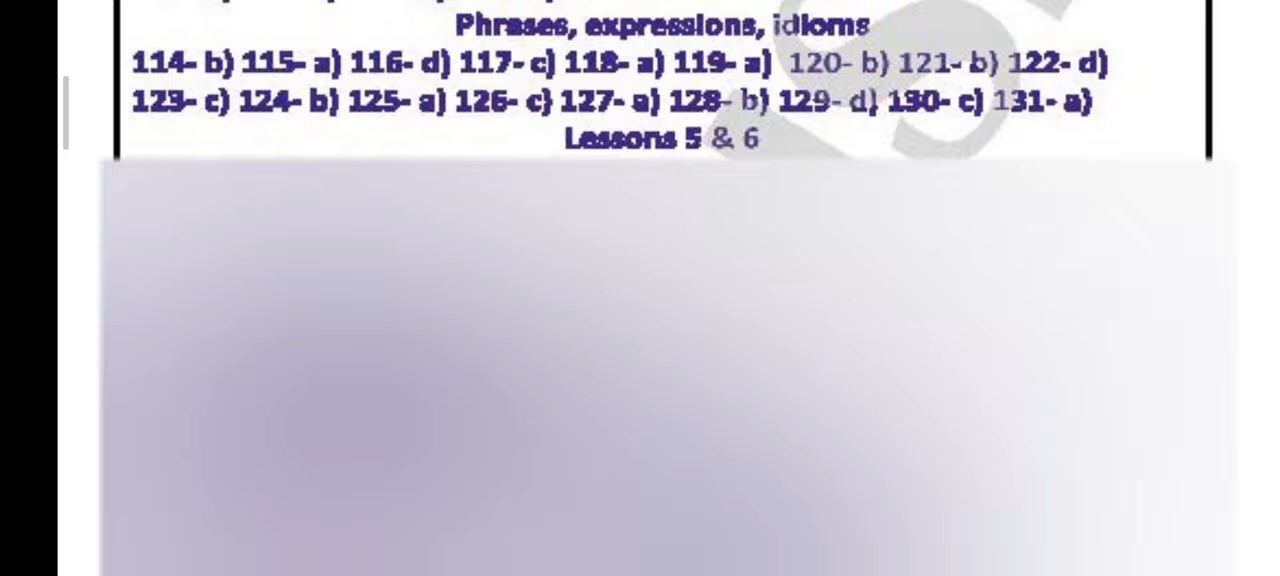 Phrases, expressions, idioms
114- b) 115- a) 116- d) 117- c) 118- a) 119- a) 120- b) 121- b) 122- d)
123- c) 124- b) 125- a) 126- c) 127- a) 128- b) 129- d) 130- c) 131- a)
Lessons 5 & 6